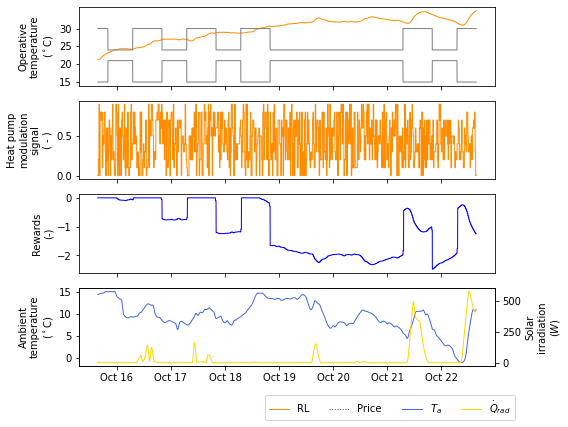 Operative
temperature
(°C)
30
25
20
15
Heat pump
modulation
signal
( - )
0.5
0.0
Rewards
(-)
0
−1
−2
Ambient
temperature
(°C)
15
10
5
0
Solar
irradiation
(W)
500
250
0
Oct 16 Oct 17 Oct 18 Oct 19 Oct 20 Oct 21 Oct 22
RL Price T_a Q̇_rad